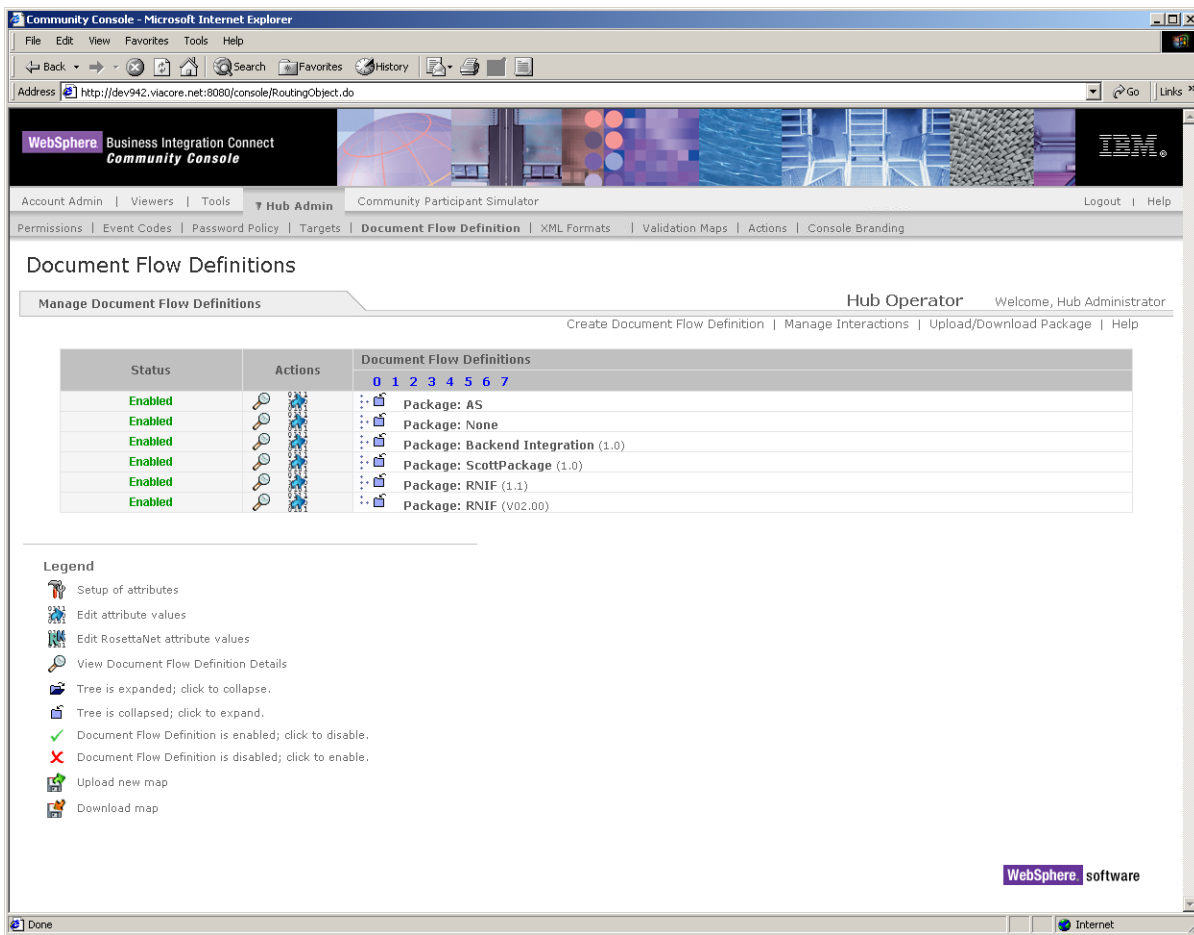 Community Console - Microsoft Internet Explorer
File Edit View Favorites Tools Help
Back Search Favorites History
Address http://dev942.viacore.net:8080/console/RoutingObject.do Go Links »
WebSphere. Business Integration Connect
Community Console
IBM®
Account Admin | Viewers | Tools Hub Admin Community Participant Simulator Logout | Help
Permissions | Event Codes | Password Policy | Targets | Document Flow Definition | XML Formats | Validation Maps | Actions | Console Branding
Document Flow Definitions
Manage Document Flow Definitions Hub Operator Welcome, Hub Administrator
Create Document Flow Definition | Manage Interactions | Upload/Download Package | Help
Status Actions Document Flow Definitions
0 1 2 3 4 5 6 7
Enabled Package: AS
Enabled Package: None
Enabled Package: Backend Integration (1.0)
Enabled Package: ScottPackage (1.0)
Enabled Package: RNIF (1.1)
Enabled Package: RNIF (V02.00)
Legend
Setup of attributes
Edit attribute values
Edit RosettaNet attribute values
View Document Flow Definition Details
Tree is expanded; click to collapse.
Tree is collapsed; click to expand.
Document Flow Definition is enabled; click to disable.
Document Flow Definition is disabled; click to enable.
Upload new map
Download map
WebSphere. software
Done Internet